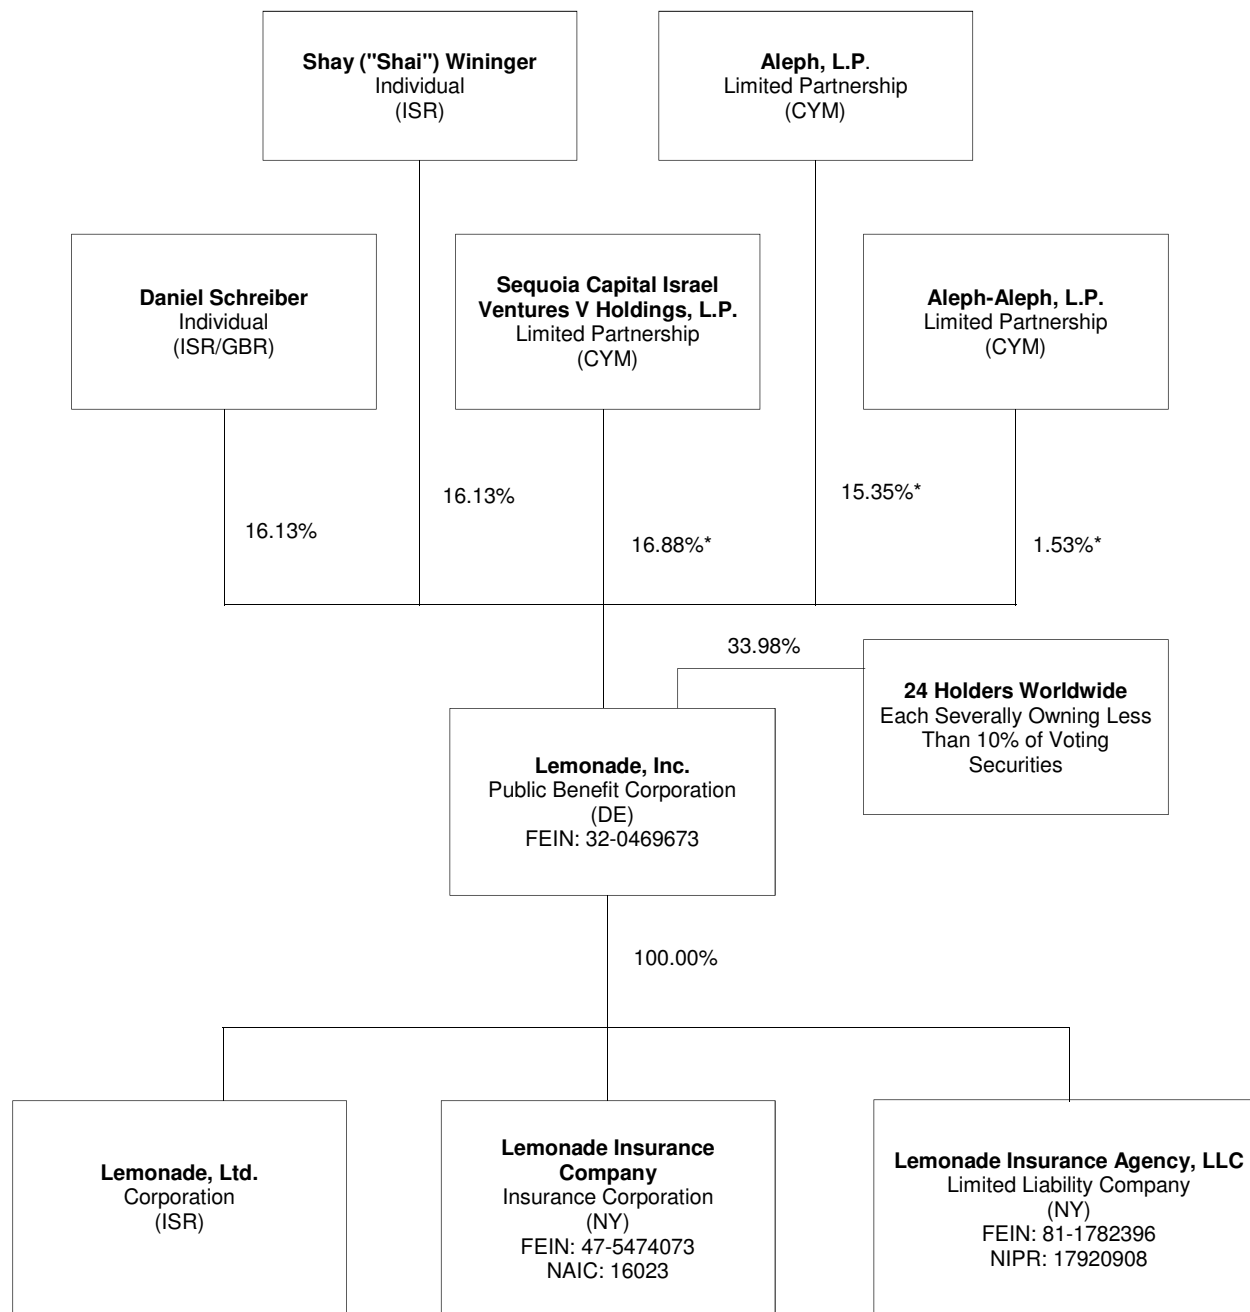 Shay ("Shai") Wininger
Individual
(ISR)
Aleph, L.P.
Limited Partnership
(CYM)
Daniel Schreiber
Individual
(ISR/GBR)
Sequoia Capital Israel
Ventures V Holdings, L.P.
Limited Partnership
(CYM)
Aleph-Aleph, L.P.
Limited Partnership
(CYM)
16.13%
16.13%
16.88%*
15.35%*
1.53%*
33.98%
24 Holders Worldwide
Each Severally Owning Less
Than 10% of Voting
Securities
Lemonade, Inc.
Public Benefit Corporation
(DE)
FEIN: 32-0469673
100.00%
Lemonade, Ltd.
Corporation
(ISR)
Lemonade Insurance
Company
Insurance Corporation
(NY)
FEIN: 47-5474073
NAIC: 16023
Lemonade Insurance Agency, LLC
Limited Liability Company
(NY)
FEIN: 81-1782396
NIPR: 17920908